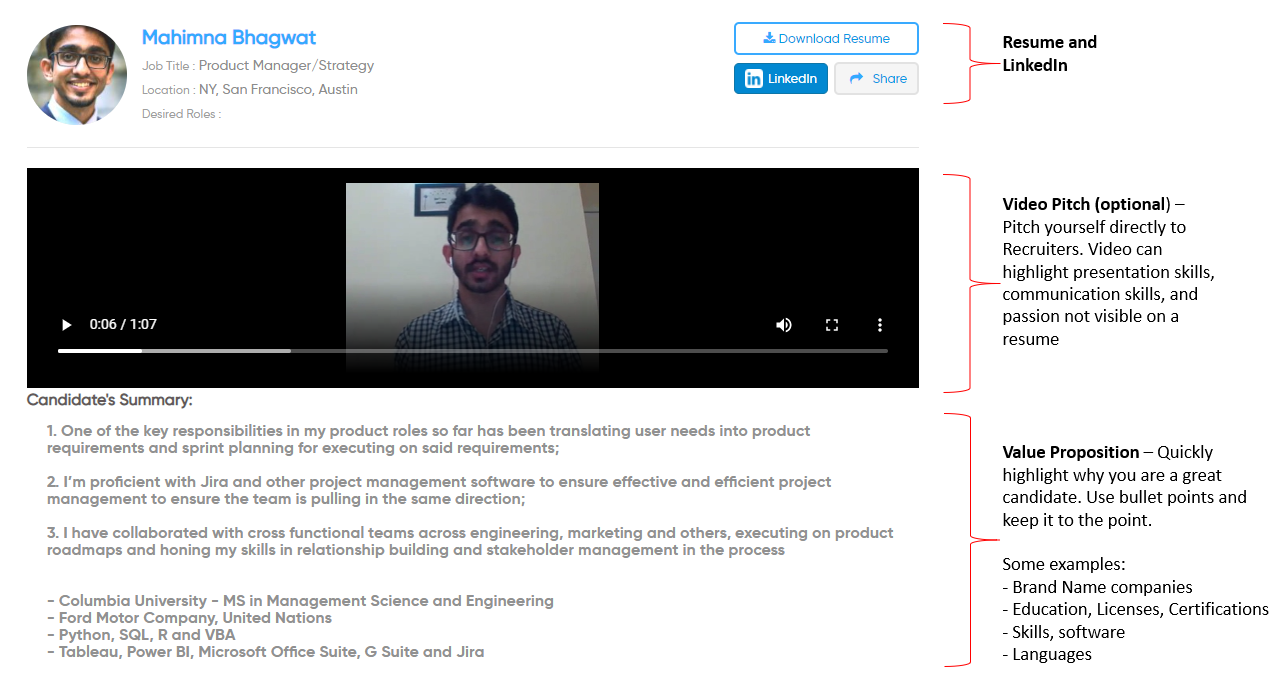 Mahimna Bhagwat
Job Title : Product Manager/Strategy
Location : NY, San Francisco, Austin
Desired Roles :
Download Resume
in LinkedIn
Share
Resume and
LinkedIn
0:06 / 1:07
Video Pitch (optional) –
Pitch yourself directly to
Recruiters. Video can
highlight presentation skills,
communication skills, and
passion not visible on a
resume
Candidate's Summary:
1. One of the key responsibilities in my product roles so far has been translating user needs into product
requirements and sprint planning for executing on said requirements;
2. I’m proficient with Jira and other project management software to ensure effective and efficient project
management to ensure the team is pulling in the same direction;
3. I have collaborated with cross functional teams across engineering, marketing and others, executing on product
roadmaps and honing my skills in relationship building and stakeholder management in the process
- Columbia University - MS in Management Science and Engineering
- Ford Motor Company, United Nations
- Python, SQL, R and VBA
- Tableau, Power BI, Microsoft Office Suite, G Suite and Jira
Value Proposition – Quickly
highlight why you are a great
candidate. Use bullet points and
keep it to the point.
Some examples:
- Brand Name companies
- Education, Licenses, Certifications
- Skills, software
- Languages